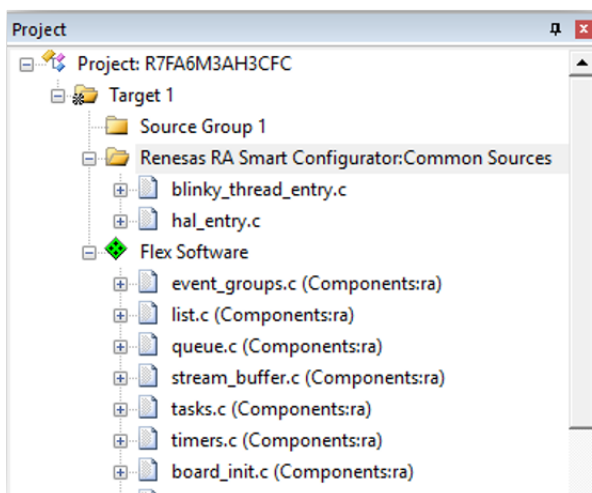 Project
Project: R7FA6M3AH3CFC
Target 1
Source Group 1
Renesas RA Smart Configurator:Common Sources
blinky_thread_entry.c
hal_entry.c
Flex Software
event_groups.c (Components:ra)
list.c (Components:ra)
queue.c (Components:ra)
stream_buffer.c (Components:ra)
tasks.c (Components:ra)
timers.c (Components:ra)
board_init.c (Components:ra)